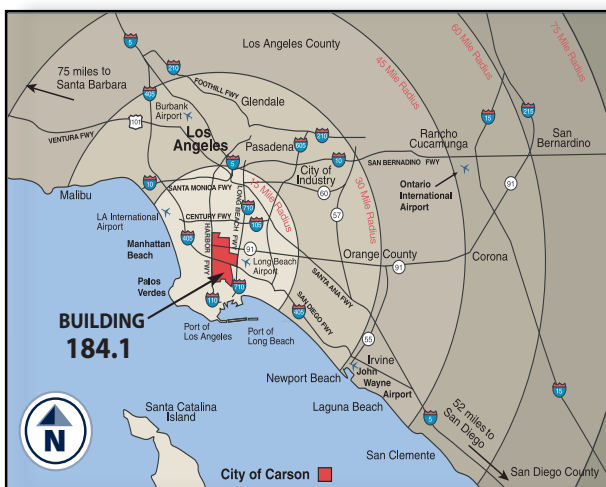 5
Los Angeles County
45 Mile Radius
60 Mile Radius
75 Mile Radius
75 miles to
Santa Barbara
210
FOOTHILL FWY
405
Burbank
Airport
Glendale
15
215
101
VENTURA FWY
Los
Angeles
Pasadena
605
210
Rancho
Cucamunga
San
Bernardino
5
10
SAN BERNADINO FWY
City of
Industry
Malibu
10
SANTA MONICA FWY
LONG BEACH FWY
15 Mile Radius
60
30 Mile Radius
Ontario
International
Airport
91
LA International
Airport
CENTURY FWY
710
105
57
405
HARBOR FWY
Manhattan
Beach
91
Long Beach
Airport
SANTA ANA FWY
Orange County
91
Corona
Palos
Verdes
110
710
SAN DIEGO FWY
405
BUILDING
184.1
Port of
Los Angeles
Port of
Long Beach
55
Irvine
John
Wayne
Airport
Newport Beach
Laguna Beach
15
5
52 miles to
San Diego
Santa Catalina
Island
San Clemente
N
City of Carson
San Diego County